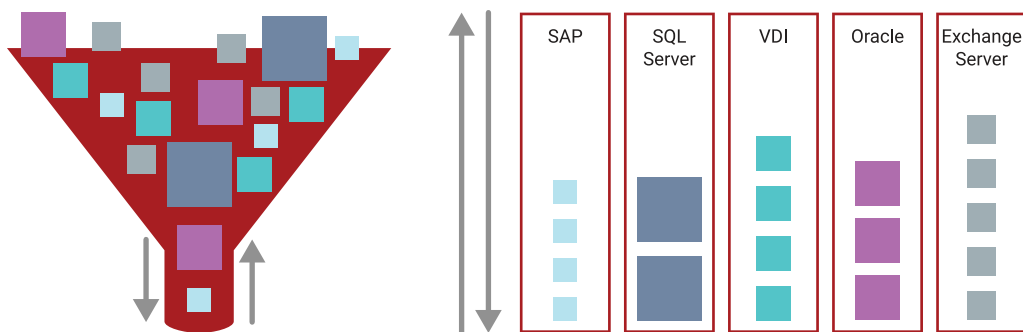 SAP
SQL
Server
VDI
Oracle
Exchange
Server